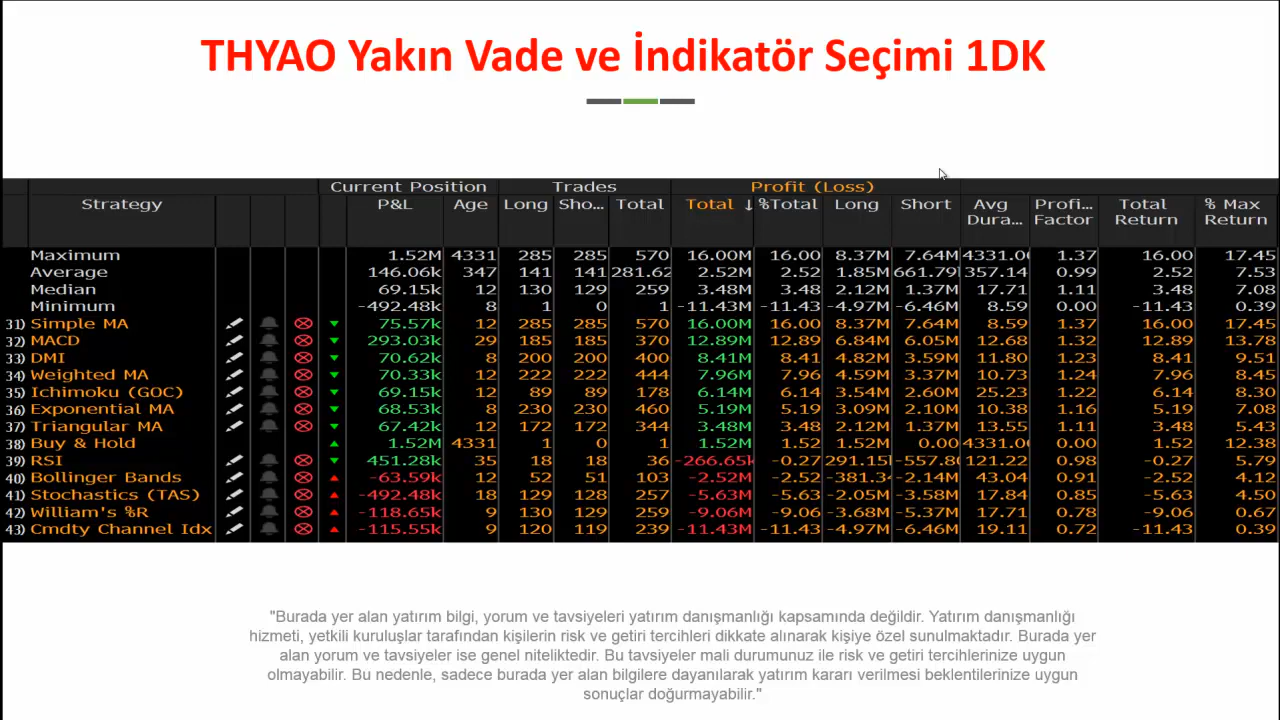 THYAO Yakın Vade ve İndikatör Seçimi 1DK
Current Position Trades Profit (Loss)
Strategy P&L Age Long Sho... Total Total ↓ %Total Long Short Avg Dura... Profi... Factor Total Return % Max Return
Maximum 1.52M 4331 285 285 570 16.00M 16.00 8.37M 7.64M 4331.00 1.37 16.00 17.45
Average 146.06k 347 141 141 281.62 2.52M 2.52 1.85M 661.79 357.14 0.99 2.52 7.53
Median 69.15k 12 130 129 259 3.48M 3.48 2.12M 1.37M 17.71 1.11 3.48 7.08
Minimum -492.48k 8 1 0 1 -11.43M -11.43 -4.97M -6.46M 8.59 0.00 -11.43 0.39
31) Simple MA 75.57k 12 285 285 570 16.00M 16.00 8.37M 7.64M 8.59 1.37 16.00 17.45
32) MACD 293.03k 29 185 185 370 12.89M 12.89 6.84M 6.05M 12.68 1.32 12.89 13.78
33) DMI 70.62k 8 200 200 400 8.41M 8.41 4.82M 3.59M 11.80 1.23 8.41 9.51
34) Weighted MA 70.33k 12 222 222 444 7.96M 7.96 4.59M 3.37M 10.73 1.24 7.96 8.45
35) Ichimoku (GOC) 69.15k 12 89 89 178 6.14M 6.14 3.54M 2.60M 25.23 1.22 6.14 8.30
36) Exponential MA 68.53k 8 230 230 460 5.19M 5.19 3.09M 2.10M 10.38 1.16 5.19 7.08
37) Triangular MA 67.42k 12 172 172 344 3.48M 3.48 2.12M 1.37M 13.55 1.11 3.48 5.43
38) Buy & Hold 1.52M 4331 1 0 1 1.52M 1.52 1.52M 0.00 4331.0 0.00 1.52 12.38
39) RSI 451.28k 35 18 18 36 -266.65k -0.27 291.15 -557.80 121.22 0.98 -0.27 5.79
40) Bollinger Bands -63.59k 12 52 51 103 -2.52M -2.52 -381.34 -2.14M 43.04 0.91 -2.52 4.12
41) Stochastics (TAS) -492.48k 18 129 128 257 -5.63M -5.63 -2.05M -3.58M 17.84 0.85 -5.63 4.50
42) William's %R -118.65k 9 130 129 259 -9.06M -9.06 -3.68M -5.37M 17.71 0.78 -9.06 0.67
43) Cmdty Channel Idx -115.55k 9 120 119 239 -11.43M -11.43 -4.97M -6.46M 19.11 0.72 -11.43 0.39
"Burada yer alan yatırım bilgi, yorum ve tavsiyeleri yatırım danışmanlığı kapsamında değildir. Yatırım danışmanlığı
hizmeti, yetkili kuruluşlar tarafından kişilerin risk ve getiri tercihleri dikkate alınarak kişiye özel sunulmaktadır. Burada yer
alan yorum ve tavsiyeler ise genel niteliktedir. Bu tavsiyeler mali durumunuz ile risk ve getiri tercihlerinize uygun
olmayabilir. Bu nedenle, sadece burada yer alan bilgilere dayanılarak yatırım kararı verilmesi beklentilerinize uygun
sonuçlar doğurmayabilir."